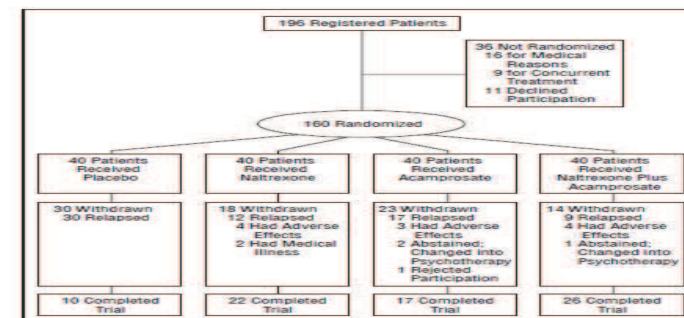 196 Registered Patients
36 Not Randomized
16 for Medical
Reasons
9 for Concurrent
Treatment
11 Declined
Participation
160 Randomized
40 Patients
Received
Placebo
40 Patients
Received
Naltrexone
40 Patients
Received
Acamprosate
40 Patients
Received
Naltrexone Plus
Acamprosate
30 Withdrawn
30 Relapsed
18 Withdrawn
12 Relapsed
4 Had Adverse
Effects
2 Had Medical
Illness
23 Withdrawn
17 Relapsed
3 Had Adverse
Effects
2 Abstained;
Changed into
Psychotherapy
1 Rejected
Participation
14 Withdrawn
9 Relapsed
4 Had Adverse
Effects
1 Abstained;
Changed into
Psychotherapy
10 Completed
Trial
22 Completed
Trial
17 Completed
Trial
26 Completed
Trial